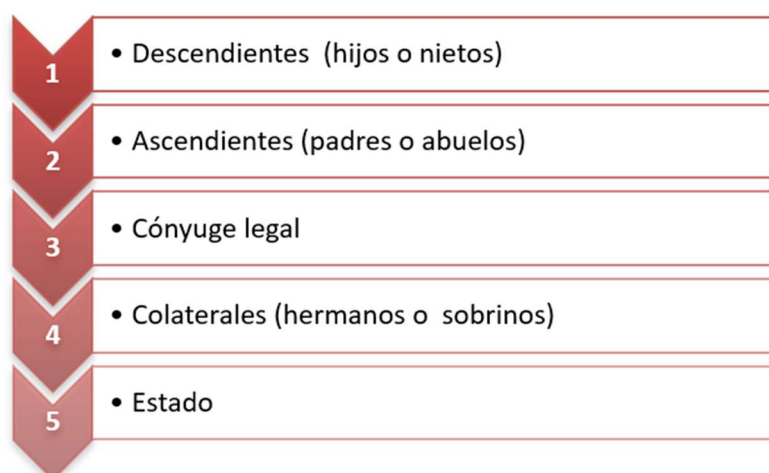 1 • Descendientes (hijos o nietos)
2 • Ascendientes (padres o abuelos)
3 • Cónyuge legal
4 • Colaterales (hermanos o sobrinos)
5 • Estado